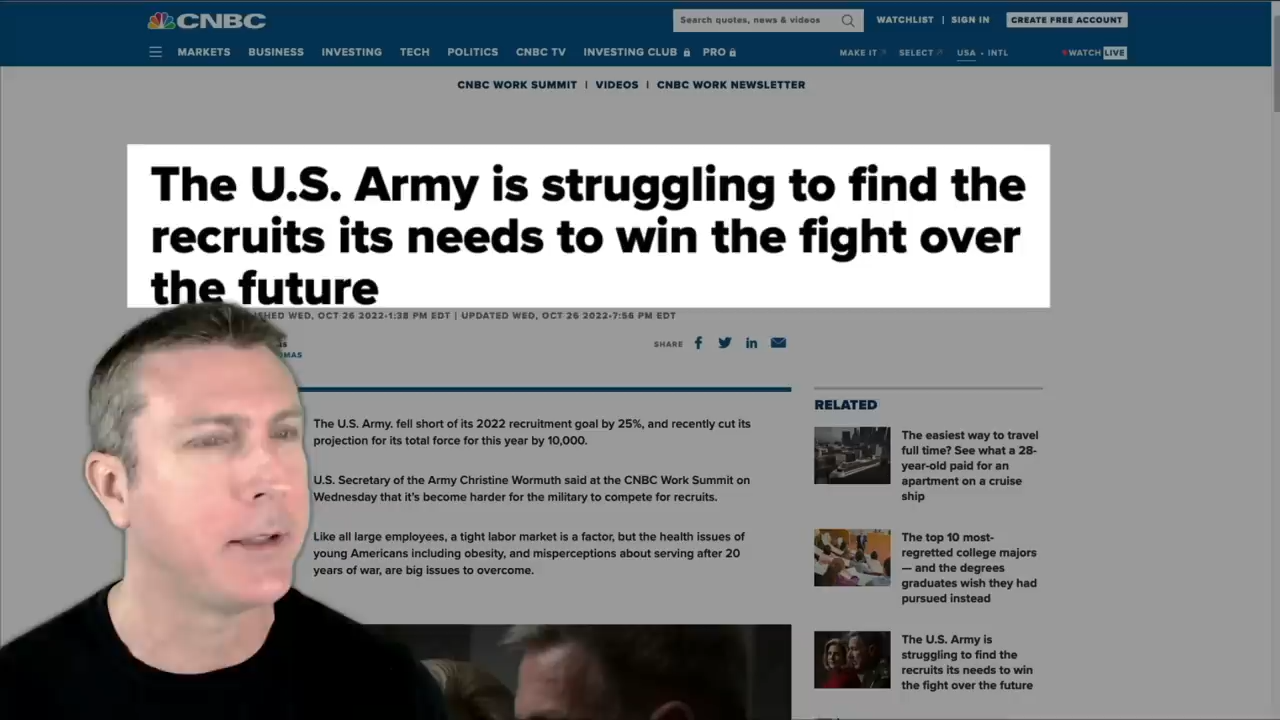 CNBC
Search quotes, news & videos
WATCHLIST | SIGN IN
CREATE FREE ACCOUNT
MARKETS BUSINESS INVESTING TECH POLITICS CNBC TV INVESTING CLUB PRO
MAKE IT SELECT USA • INTL
WATCH LIVE
CNBC WORK SUMMIT | VIDEOS | CNBC WORK NEWSLETTER
The U.S. Army is struggling to find the
recruits its needs to win the fight over
the future
WED, OCT 26 2022•1:38 PM EDT | UPDATED WED, OCT 26 2022•7:56 PM EDT
SHARE
The U.S. Army. fell short of its 2022 recruitment goal by 25%, and recently cut its
projection for its total force for this year by 10,000.
U.S. Secretary of the Army Christine Wormuth said at the CNBC Work Summit on
Wednesday that it's become harder for the military to compete for recruits.
Like all large employees, a tight labor market is a factor, but the health issues of
young Americans including obesity, and misperceptions about serving after 20
years of war, are big issues to overcome.
RELATED
The easiest way to travel
full time? See what a 28-
year-old paid for an
apartment on a cruise
ship
The top 10 most-
regretted college majors
— and the degrees
graduates wish they had
pursued instead
The U.S. Army is
struggling to find the
recruits its needs to win
the fight over the future